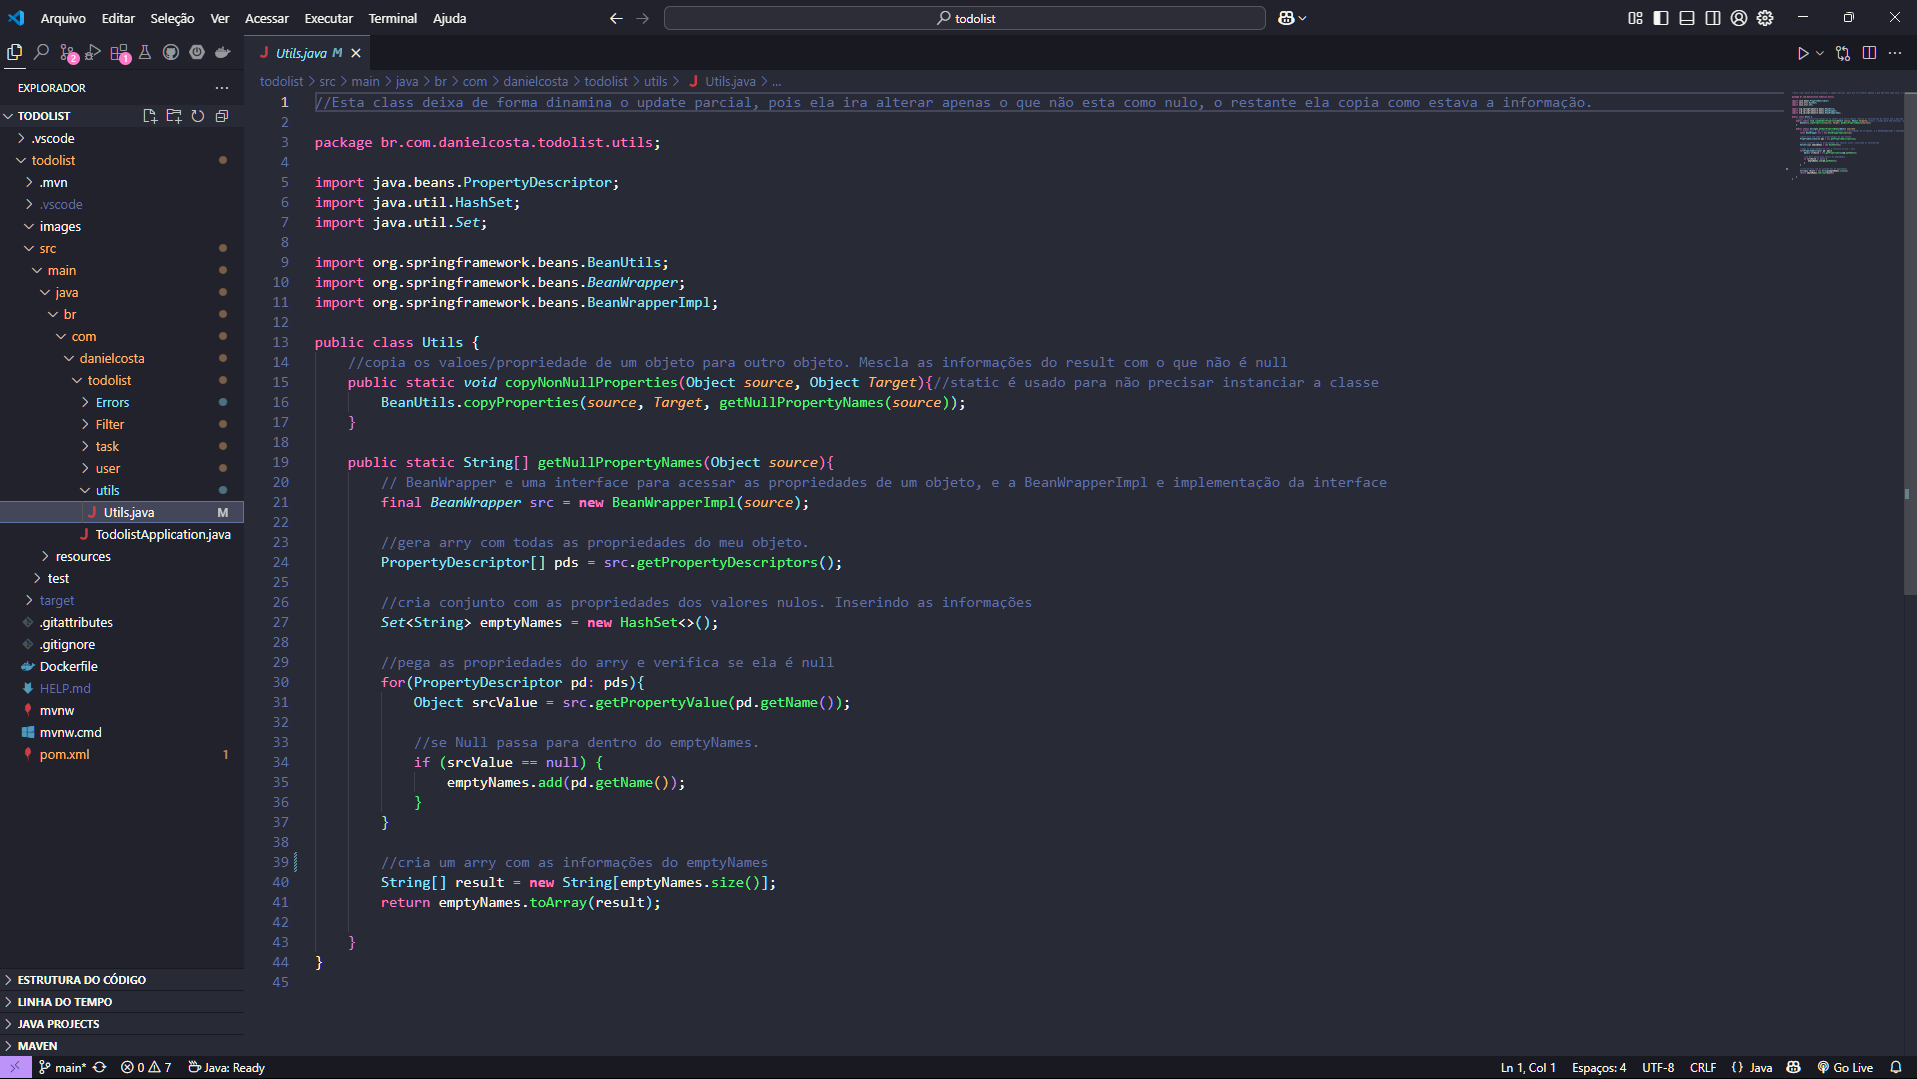 Arquivo Editar Seleção Ver Acessar Executar Terminal Ajuda
todolist
2
1
Utils.java M
EXPLORADOR
todolist > src > main > java > br > com > danielcosta > todolist > utils > J Utils.java > ...
TODOLIST
.vscode
todolist
.mvn
.vscode
images
src
main
java
br
com
danielcosta
todolist
Errors
Filter
task
user
utils
J Utils.java M
J TodolistApplication.java
resources
test
target
.gitattributes
.gitignore
Dockerfile
HELP.md
mvnw
mvnw.cmd
pom.xml 1
ESTRUTURA DO CÓDIGO
LINHA DO TEMPO
JAVA PROJECTS
MAVEN
1 //Esta class deixa de forma dinamina o update parcial, pois ela ira alterar apenas o que não esta como nulo, o restante ela copia como estava a informação.
2
3 package br.com.danielcosta.todolist.utils;
4
5 import java.beans.PropertyDescriptor;
6 import java.util.HashSet;
7 import java.util.Set;
8
9 import org.springframework.beans.BeanUtils;
10 import org.springframework.beans.BeanWrapper;
11 import org.springframework.beans.BeanWrapperImpl;
12
13 public class Utils {
14 //copia os valoes/propriedade de um objeto para outro objeto. Mescla as informações do result com o que não é null
15 public static void copyNonNullProperties(Object source, Object Target){//static é usado para não precisar instanciar a classe
16 BeanUtils.copyProperties(source, Target, getNullPropertyNames(source));
17 }
18
19 public static String[] getNullPropertyNames(Object source){
20 // BeanWrapper e uma interface para acessar as propriedades de um objeto, e a BeanWrapperImpl e implementação da interface
21 final BeanWrapper src = new BeanWrapperImpl(source);
22
23 //gera arry com todas as propriedades do meu objeto.
24 PropertyDescriptor[] pds = src.getPropertyDescriptors();
25
26 //cria conjunto com as propriedades dos valores nulos. Inserindo as informações
27 Set<String> emptyNames = new HashSet<>();
28
29 //pega as propriedades do arry e verifica se ela é null
30 for(PropertyDescriptor pd: pds){
31 Object srcValue = src.getPropertyValue(pd.getName());
32
33 //se Null passa para dentro do emptyNames.
34 if (srcValue == null) {
35 emptyNames.add(pd.getName());
36 }
37 }
38
39 //cria um arry com as informações do emptyNames
40 String[] result = new String[emptyNames.size()];
41 return emptyNames.toArray(result);
42
43 }
44 }
45
main* 0 7 Java: Ready
Ln 1, Col 1 Espaços: 4 UTF-8 CRLF {} Java Go Live